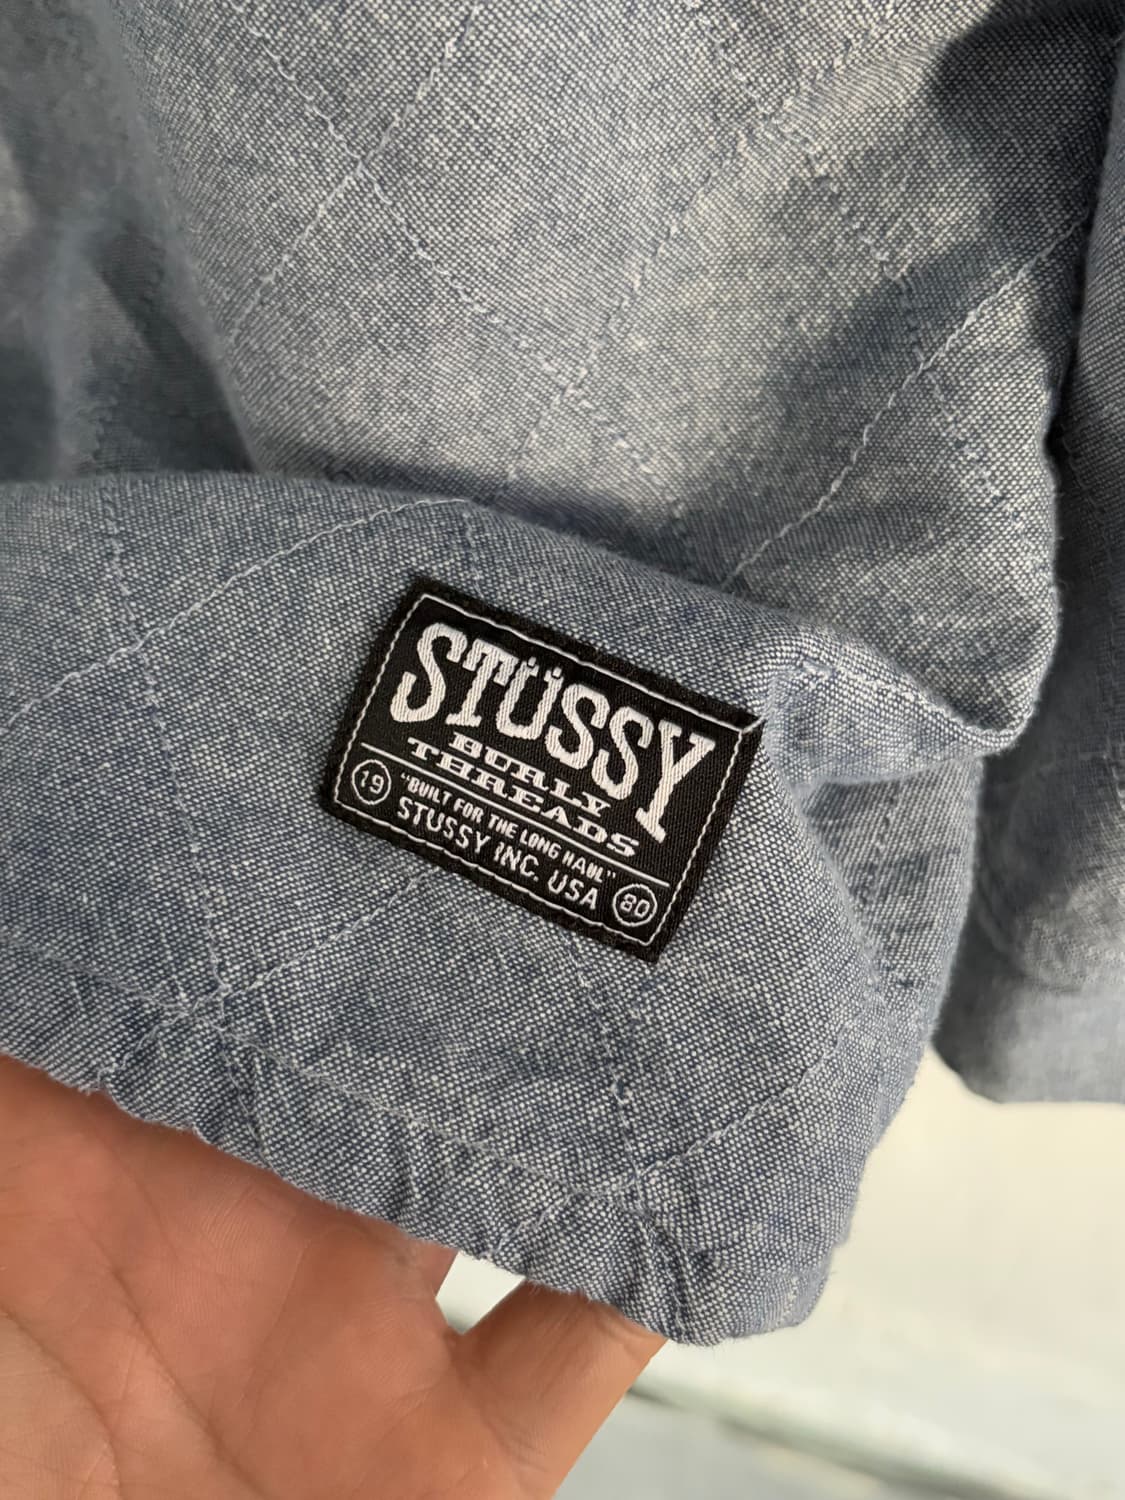 STÜSSY
BURLY
THREADS
19 "BUILT FOR THE LONG HAUL"
STUSSY INC. USA 80